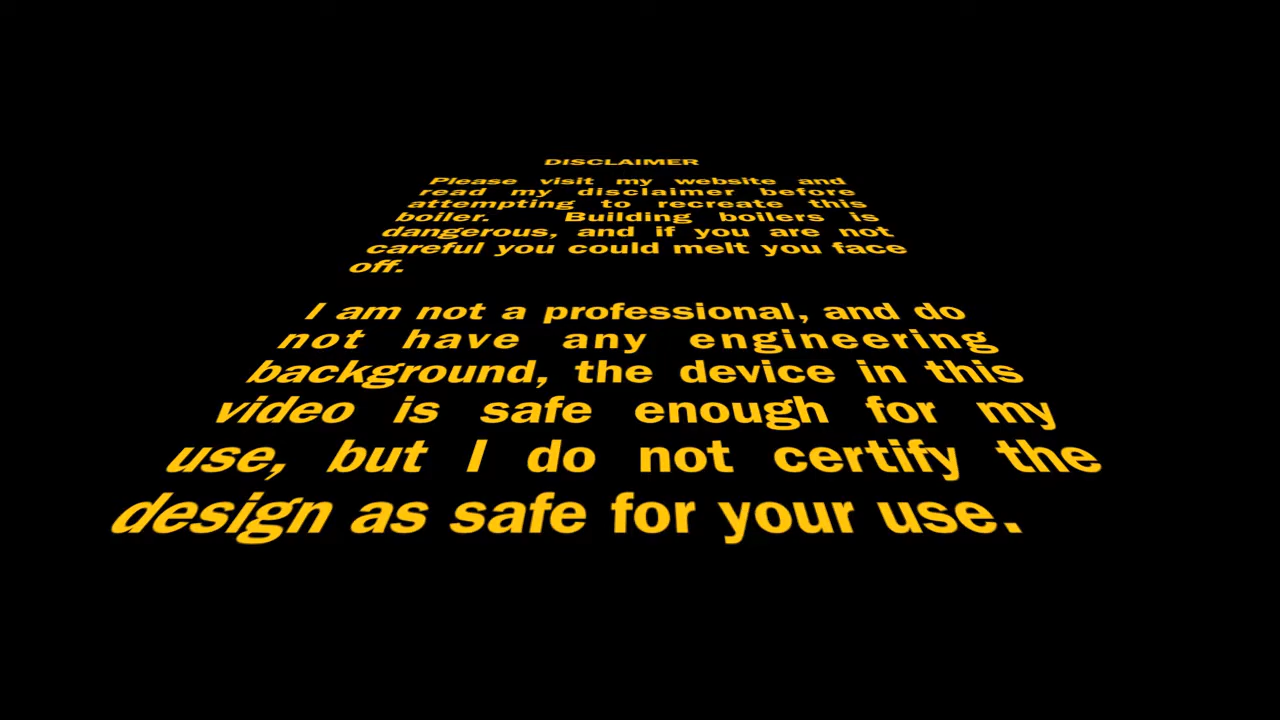 DISCLAIMER
Please visit my website and
read my disclaimer before
attempting to recreate this
boiler. Building boilers is
dangerous, and if you are not
careful you could melt you face
off.
I am not a professional, and do
not have any engineering
background, the device in this
video is safe enough for my
use, but I do not certify the
design as safe for your use.